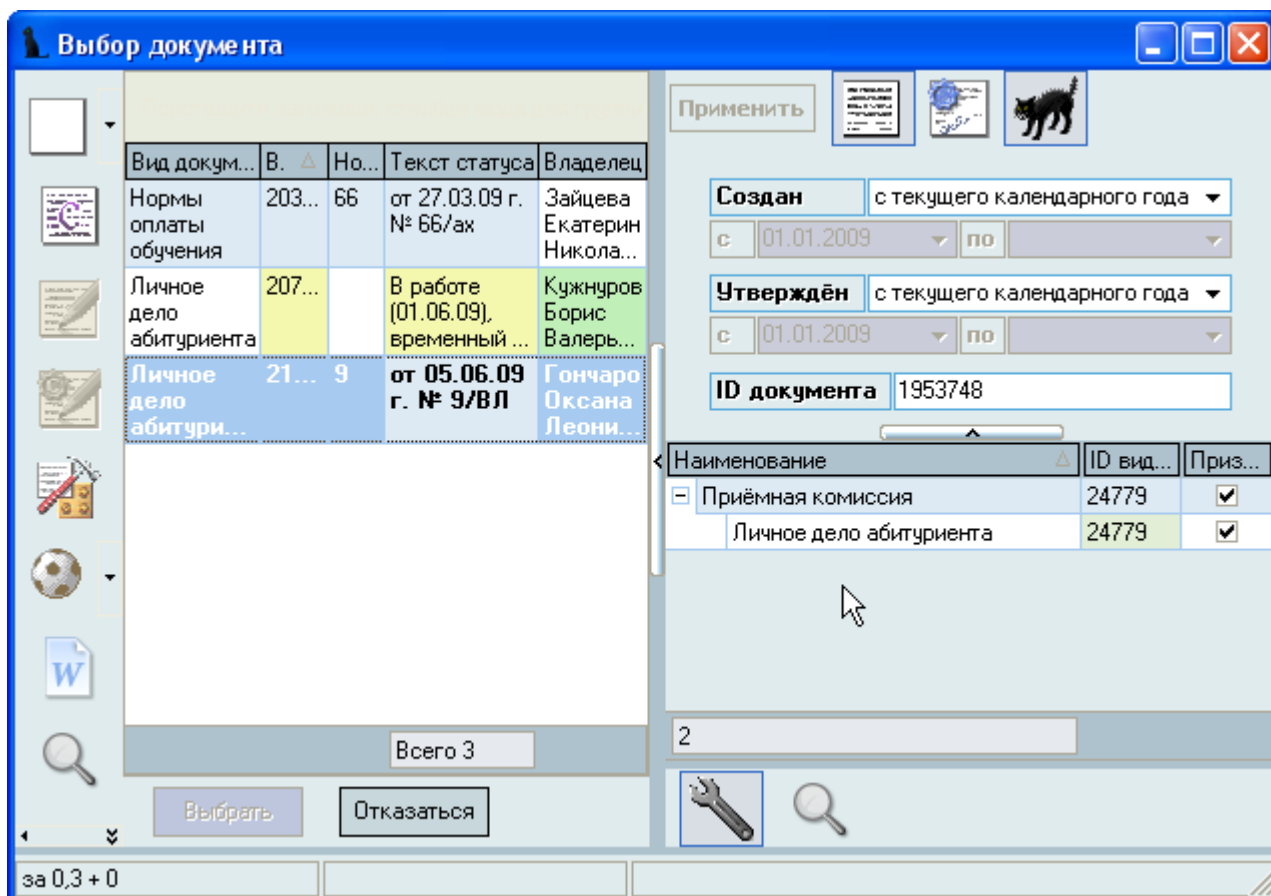 Выбор документа
Применить
Вид докум... В. Но... Текст статуса Владелец
Нормы
оплаты
обучения
203... 66
от 27.03.09 г.
№ 66/ах
Зайцева
Екатерин
Никола...
Личное
дело
абитуриента
207...
В работе
(01.06.09),
временный ...
Кужнуров
Борис
Валерь...
Личное
дело
абитури...
21... 9
от 05.06.09
г. № 9/ВЛ
Гончаро
Оксана
Леони...
Всего 3
Выбрать Отказаться
Создан с текущего календарного года
с 01.01.2009 по
Утверждён с текущего календарного года
с 01.01.2009 по
ID документа 1953748
Наименование ID вид... Приз...
Приёмная комиссия 24779
Личное дело абитуриента 24779
2
за 0,3 + 0